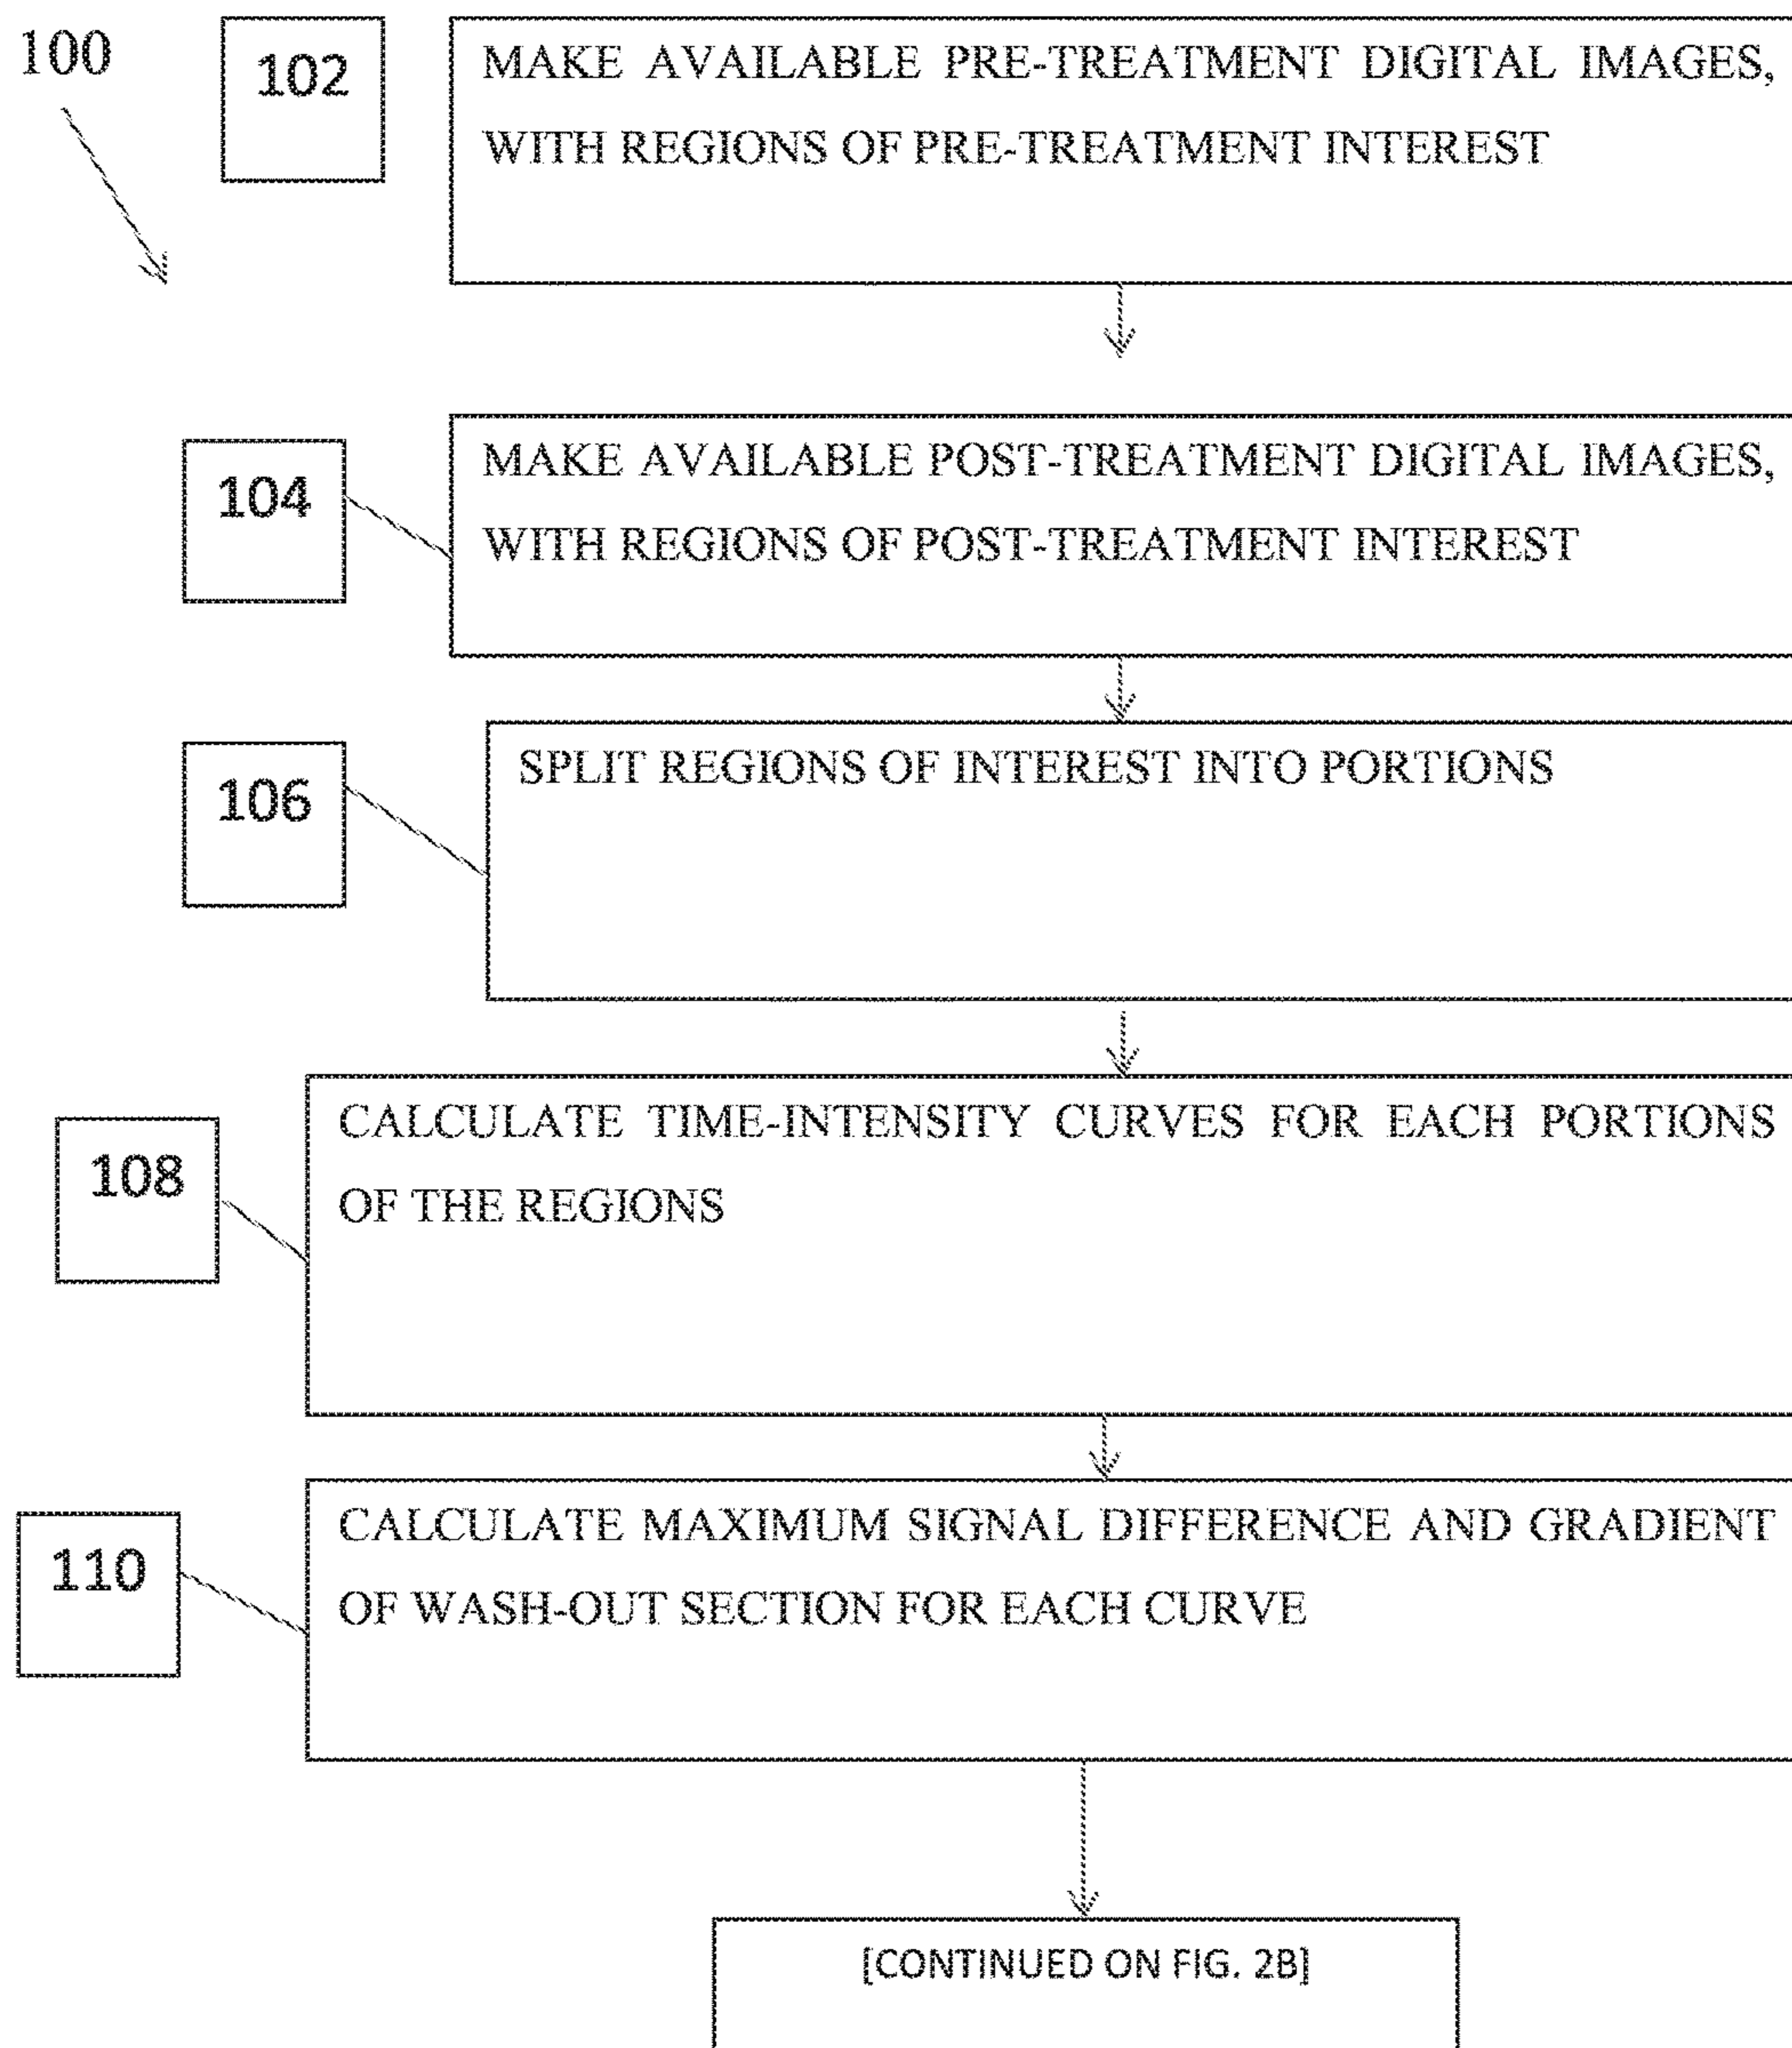 100
102
MAKE AVAILABLE PRE-TREATMENT DIGITAL IMAGES,
WITH REGIONS OF PRE-TREATMENT INTEREST
104
MAKE AVAILABLE POST-TREATMENT DIGITAL IMAGES,
WITH REGIONS OF POST-TREATMENT INTEREST
106
SPLIT REGIONS OF INTEREST INTO PORTIONS
108
CALCULATE TIME-INTENSITY CURVES FOR EACH PORTIONS
OF THE REGIONS
110
CALCULATE MAXIMUM SIGNAL DIFFERENCE AND GRADIENT
OF WASH-OUT SECTION FOR EACH CURVE
[CONTINUED ON FIG. 2B]